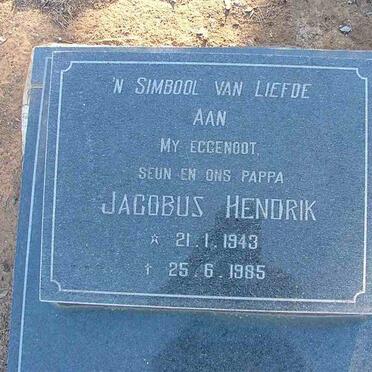 'N SIMBOOL VAN LIEFDE
AAN
MY EGGENOOT,
SEUN EN ONS PAPPA
JACOBUS HENDRIK
☆ 21.1.1943
† 25.6.1985